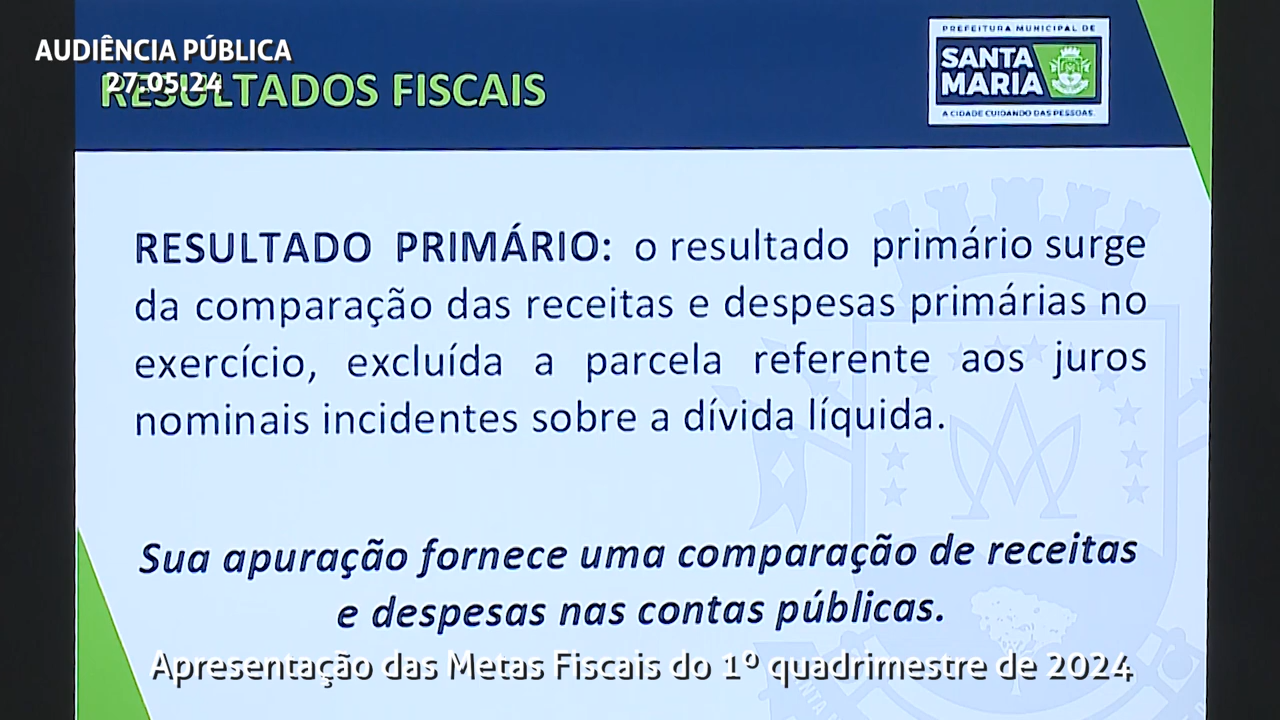 AUDIÊNCIA PÚBLICA
27.05.24
RESULTADOS FISCAIS
PREFEITURA MUNICIPAL DE
SANTA
MARIA
A CIDADE CUIDANDO DAS PESSOAS.
RESULTADO PRIMÁRIO: o resultado primário surge
da comparação das receitas e despesas primárias no
exercício, excluída a parcela referente aos juros
nominais incidentes sobre a dívida líquida.
Sua apuração fornece uma comparação de receitas
e despesas nas contas públicas.
Apresentação das Metas Fiscais do 1º quadrimestre de 2024